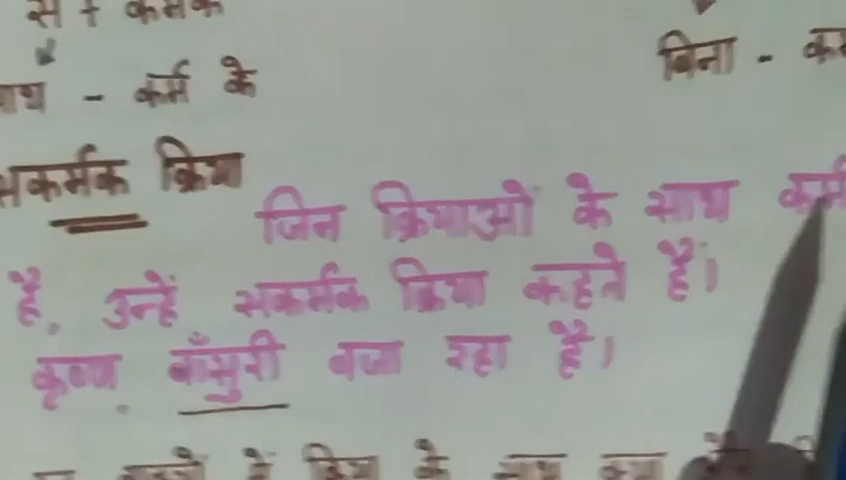 स + कर्मक
साथ - कर्म के
बिना -
सकर्मक क्रिया
जिन क्रियाओं के साथ कर्म
हैं, उन्हें सकर्मक क्रिया कहते हैं।
कृष्ण बाँसुरी बजा रहा है।
में क्रिया के साथ